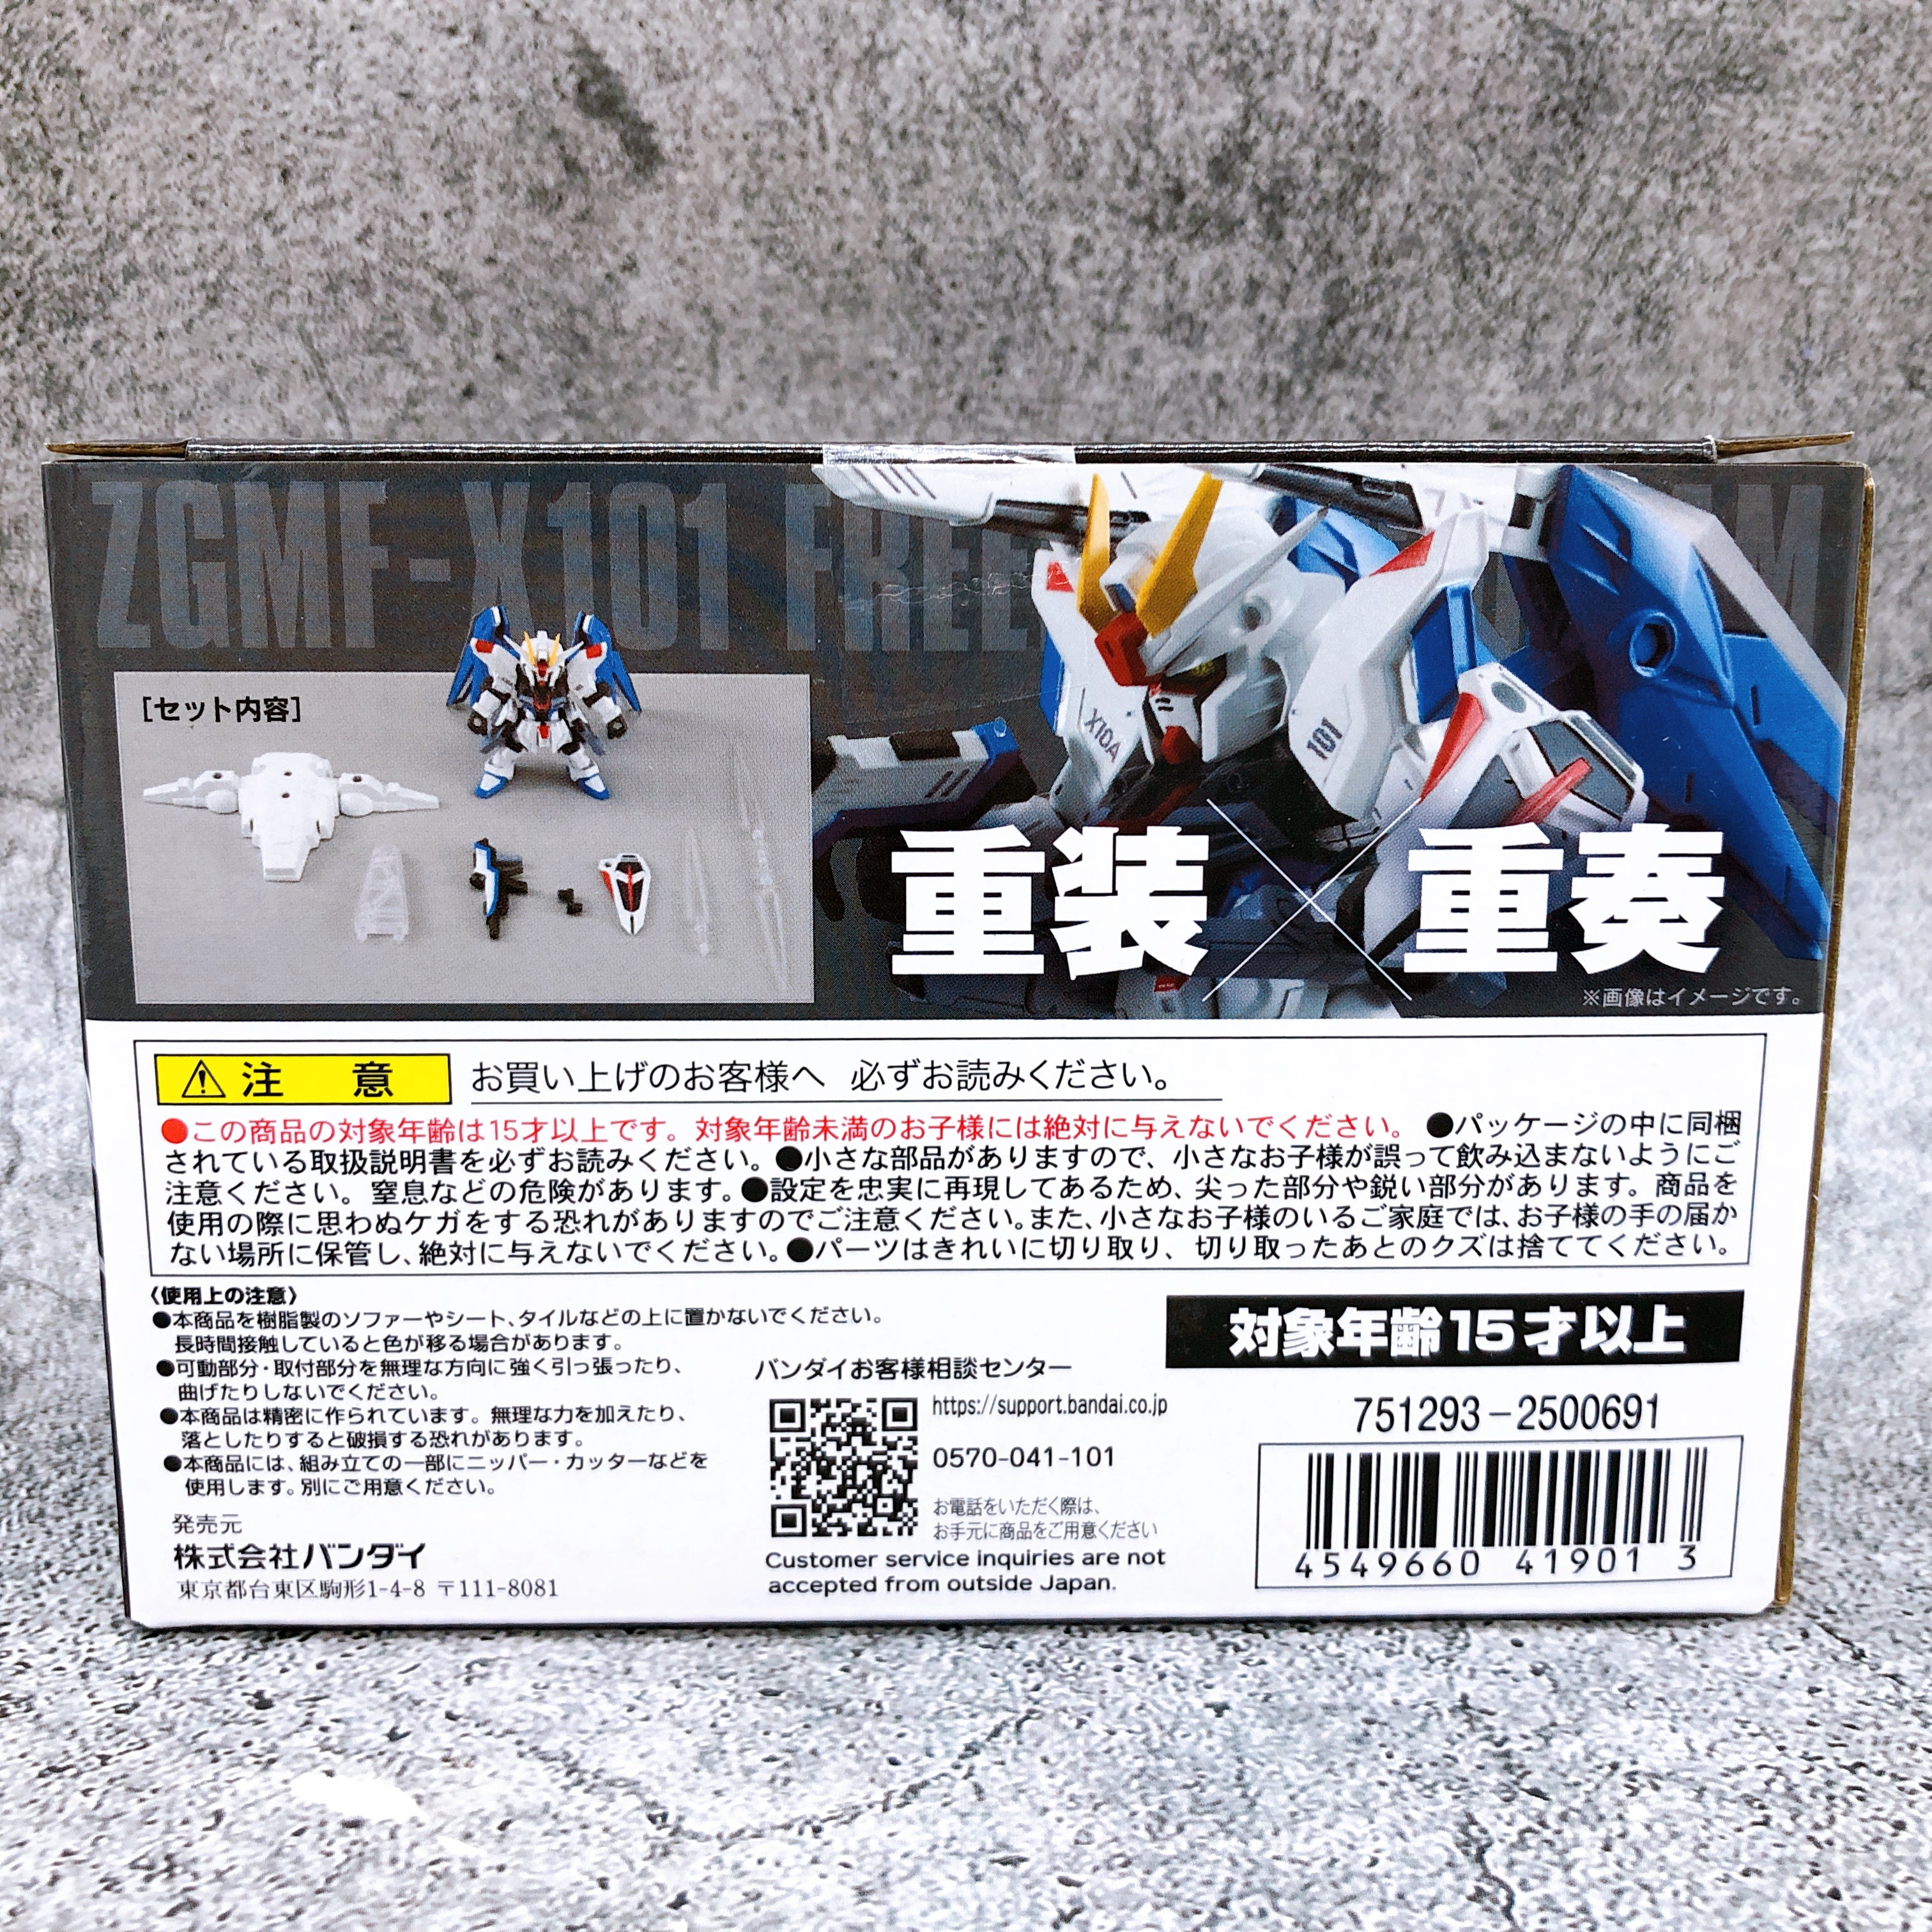 ZGMF-X101 FREE
M
[セット内容]
X10A
101
重装×重奏
※画像はイメージです。
注 意
お買い上げのお客様へ 必ずお読みください。
●この商品の対象年齢は15才以上です。対象年齢未満のお子様には絶対に与えないでください。 ●パッケージの中に同梱
されている取扱説明書を必ずお読みください。●小さな部品がありますので、小さなお子様が誤って飲み込まないようにご
注意ください。窒息などの危険があります。●設定を忠実に再現してあるため、尖った部分や鋭い部分があります。商品を
使用の際に思わぬケガをする恐れがありますのでご注意ください。また、小さなお子様のいるご家庭では、お子様の手の届か
ない場所に保管し、絶対に与えないでください。●パーツはきれいに切り取り、切り取ったあとのクズは捨ててください。
〈使用上の注意〉
●本商品を樹脂製のソファーやシート、タイルなどの上に置かないでください。
長時間接触していると色が移る場合があります。
●可動部分・取付部分を無理な方向に強く引っ張ったり、
曲げたりしないでください。
●本商品は精密に作られています。無理な力を加えたり、
落としたりすると破損する恐れがあります。
●本商品には、組み立ての一部にニッパー・カッターなどを
使用します。別にご用意ください。
発売元
株式会社バンダイ
東京都台東区駒形1-4-8 〒111-8081
バンダイお客様相談センター
https://support.bandai.co.jp
0570-041-101
お電話をいただく際は、
お手元に商品をご用意ください
Customer service inquiries are not
accepted from outside Japan.
対象年齢15才以上
751293-2500691
4549660 41901 3